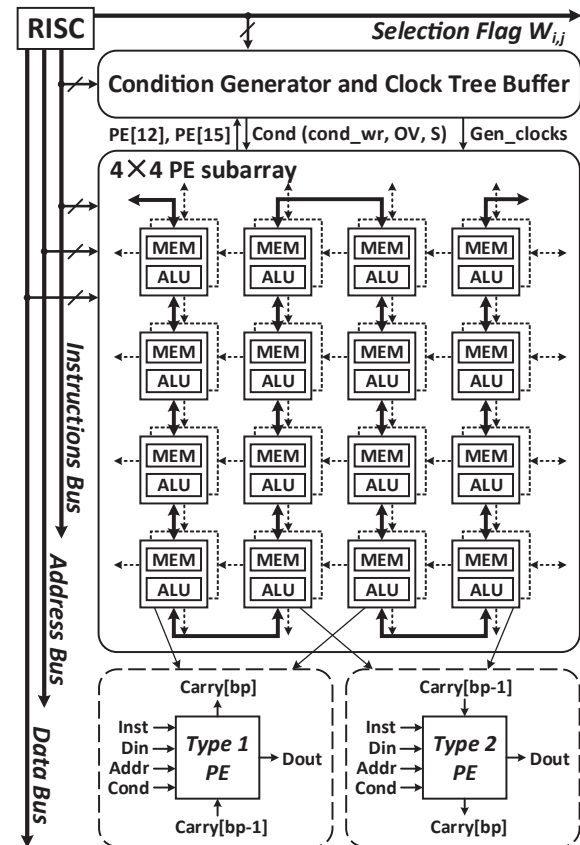 RISC
Selection Flag Wi,j
Condition Generator and Clock Tree Buffer
PE[12], PE[15]
Cond (cond_wr, OV, S)
Gen_clocks
4×4 PE subarray
MEM MEM MEM MEM
ALU ALU ALU ALU
MEM MEM MEM MEM
ALU ALU ALU ALU
MEM MEM MEM MEM
ALU ALU ALU ALU
MEM MEM MEM MEM
ALU ALU ALU ALU
Instructions Bus
Address Bus
Data Bus
Carry[bp]
Inst
Din
Addr
Cond
Type 1
PE
Dout
Carry[bp-1]
Carry[bp-1]
Inst
Din
Addr
Cond
Type 2
PE
Dout
Carry[bp]